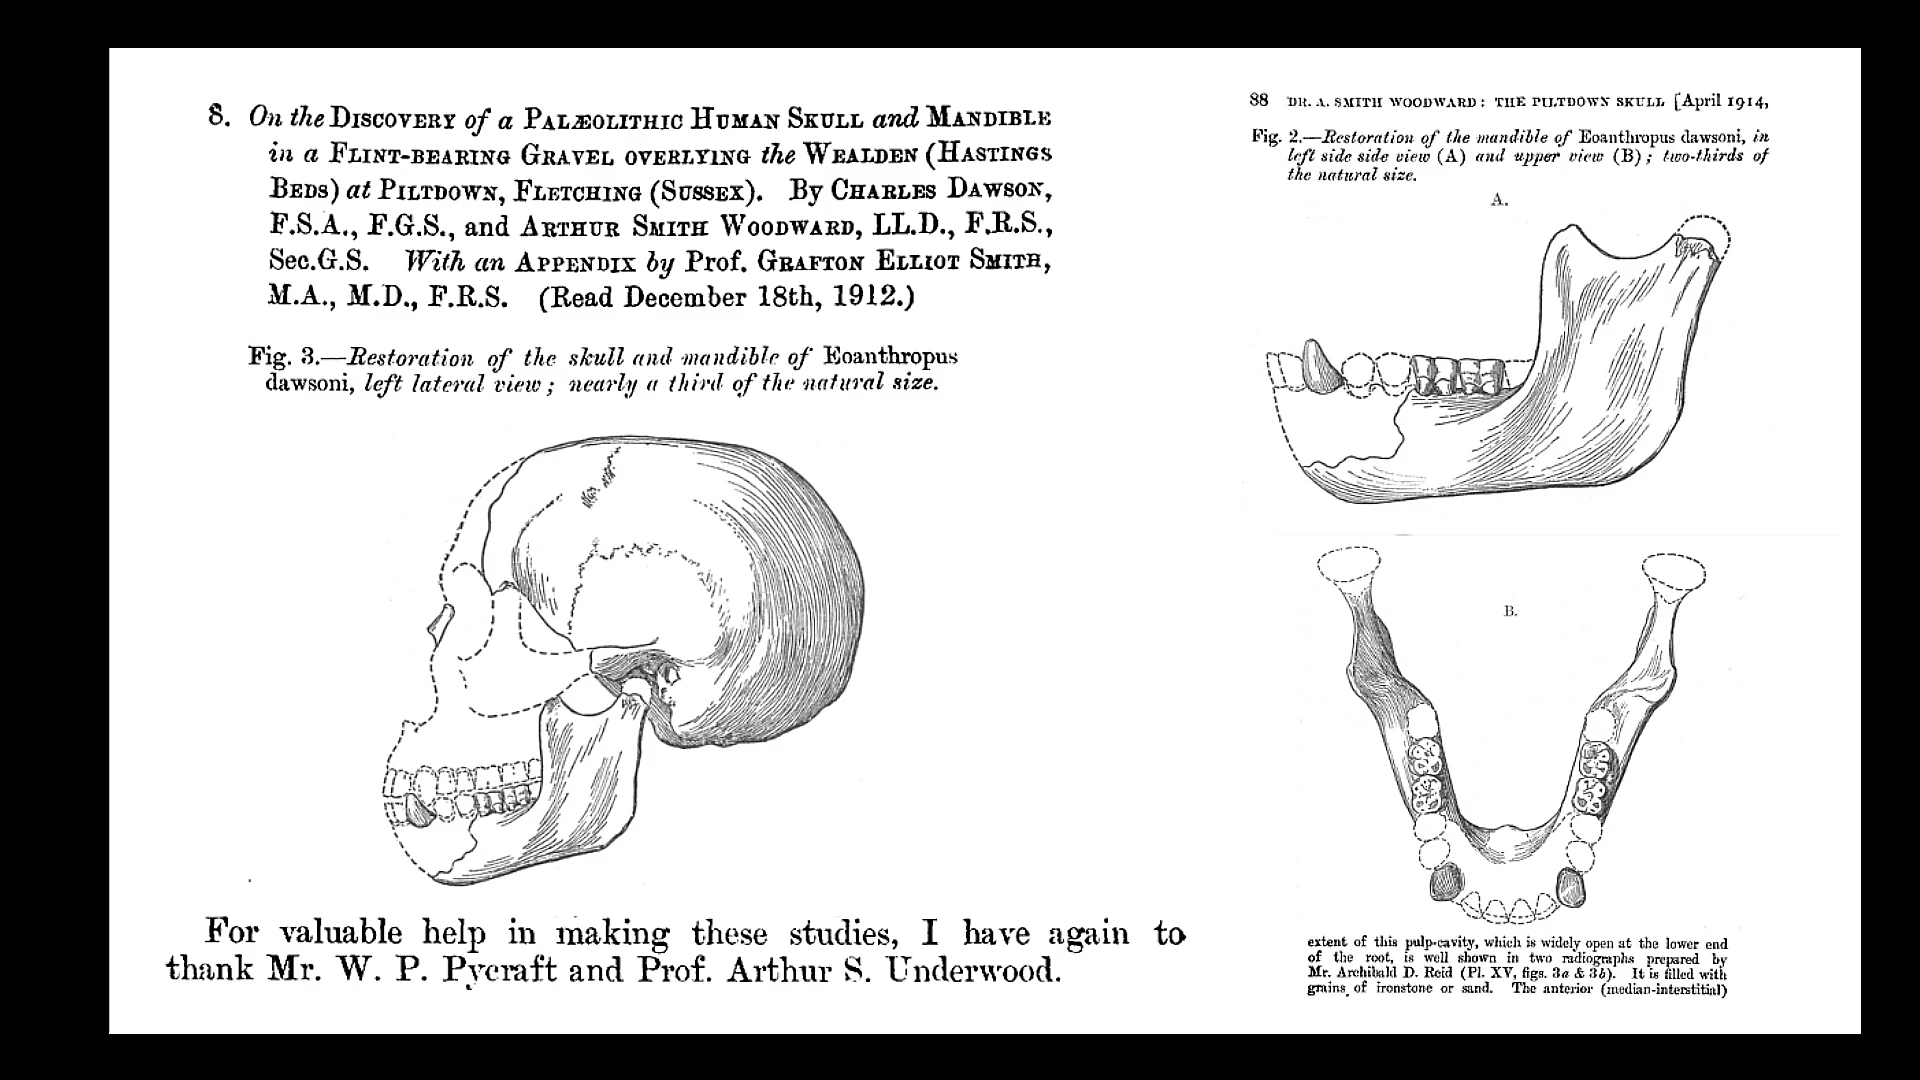 8. On the DISCOVERY of a PALÆOLITHIC HUMAN SKULL and MANDIBLE
in a FLINT-BEARING GRAVEL OVERLYING the WEALDEN (HASTINGS
BEDS) at PILTDOWN, FLETCHING (SUSSEX). By CHARLES DAWSON,
F.S.A., F.G.S., and ARTHUR SMITH WOODWARD, LL.D., F.R.S.,
Sec.G.S. With an APPENDIX by Prof. GRAFTON ELLIOT SMITH,
M.A., M.D., F.R.S. (Read December 18th, 1912.)
Fig. 3.—Restoration of the skull and mandible of Eoanthropus
dawsoni, left lateral view; nearly a third of the natural size.
For valuable help in making these studies, I have again to
thank Mr. W. P. Pycraft and Prof. Arthur S. Underwood.
88 DR. A. SMITH WOODWARD: THE PILTDOWN SKULL [April 1914,
Fig. 2.—Restoration of the mandible of Eoanthropus dawsoni, in
left side side view (A) and upper view (B); two-thirds of
the natural size.
A.
B.
extent of this pulp-cavity, which is widely open at the lower end
of the root, is well shown in two radiographs prepared by
Mr. Archibald D. Reid (Pl. XV, figs. 3a & 3b). It is filled with
grains of ironstone or sand. The anterior (median-interstitial)